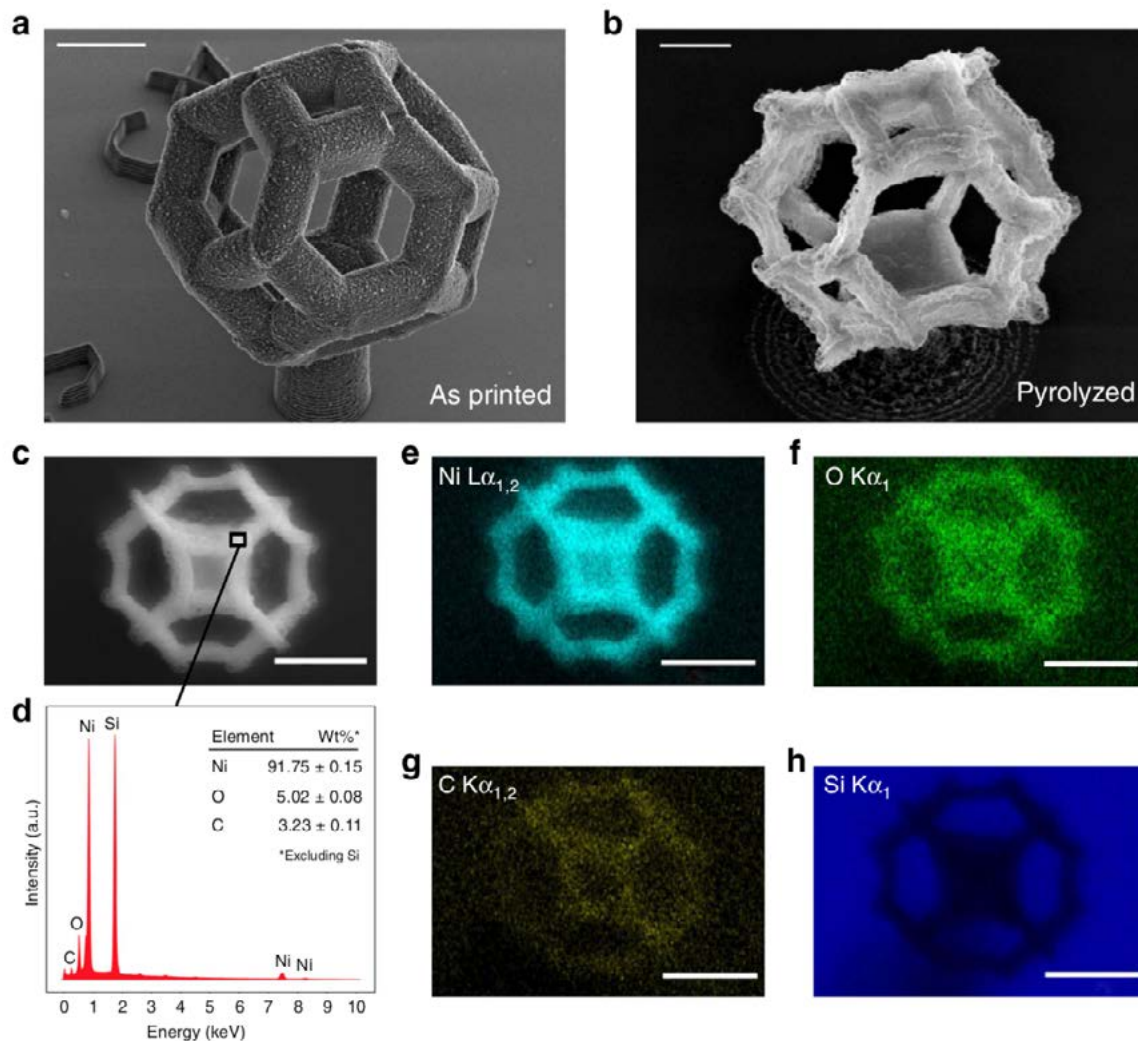 a
As printed
b
Pyrolyzed
c
e
Ni Lα1,2
f
O Kα1
d
Ni
Si
Element Wt%*
Ni 91.75 ± 0.15
O 5.02 ± 0.08
C 3.23 ± 0.11
*Excluding Si
O
C
Ni
Ni
Intensity (a.u.)
0 1 2 3 4 5 6 7 8 9 10
Energy (keV)
g
C Kα1,2
h
Si Kα1